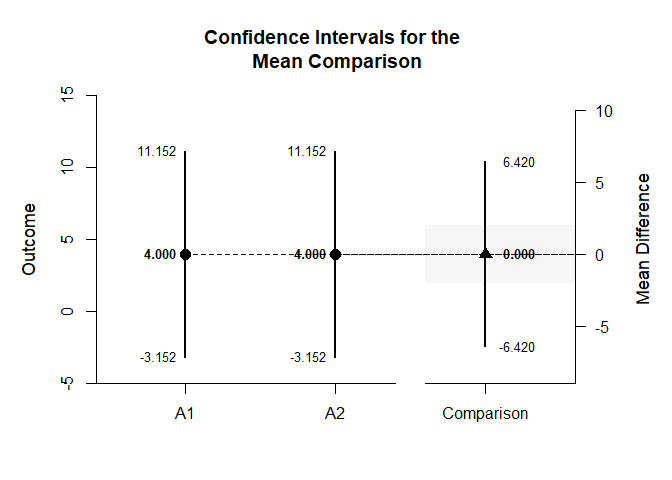 Confidence Intervals for the
Mean Comparison
Outcome
15
10
5
0
-5
11.152
4.000
-3.152
11.152
4.000
-3.152
6.420
0.000
-6.420
10
5
0
-5
Mean Difference
A1
A2
Comparison